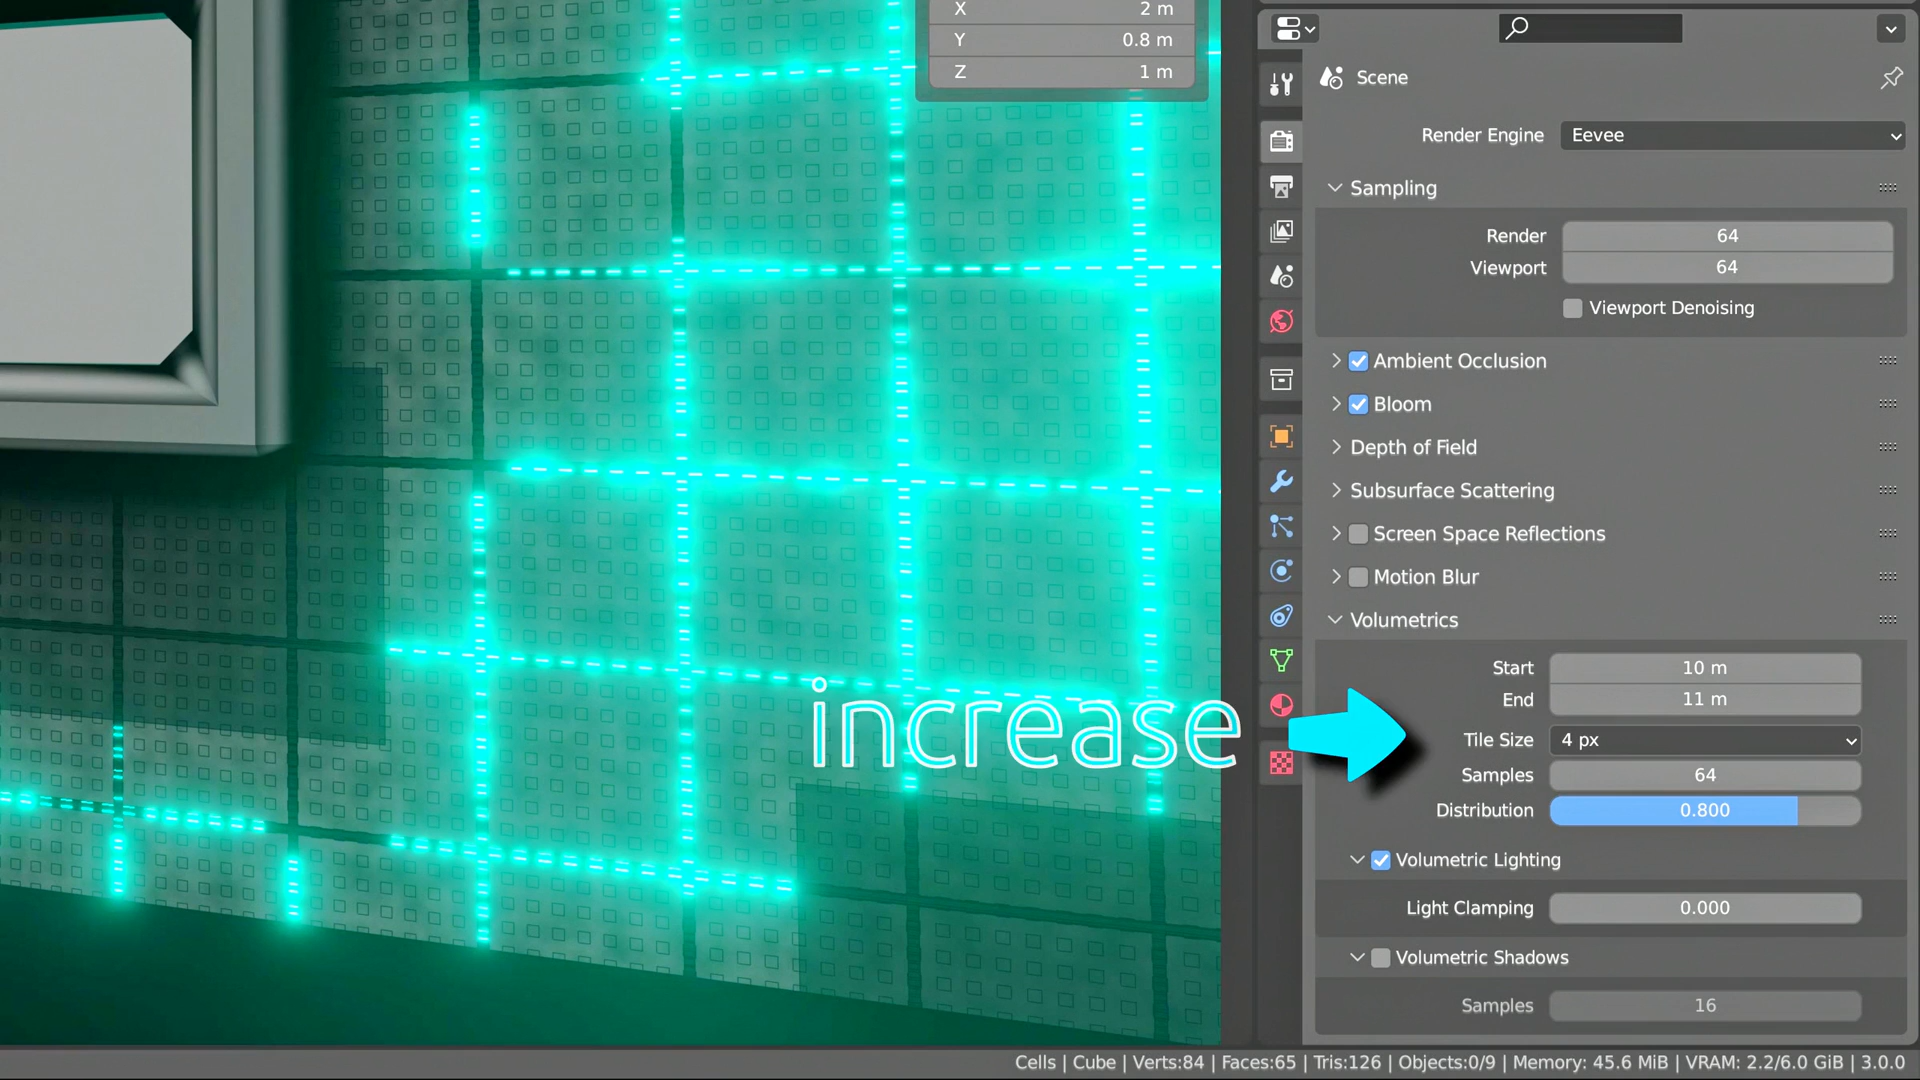 X 2 m
Y 0.8 m
Z 1 m
Scene
Render Engine Eevee
Sampling
Render 64
Viewport 64
Viewport Denoising
Ambient Occlusion
Bloom
Depth of Field
Subsurface Scattering
Screen Space Reflections
Motion Blur
Volumetrics
Start 10 m
End 11 m
increase
Tile Size 4 px
Samples 64
Distribution 0.800
Volumetric Lighting
Light Clamping 0.000
Volumetric Shadows
Samples 16
Cells | Cube | Verts:84 | Faces:65 | Tris:126 | Objects:0/9 | Memory: 45.6 MiB | VRAM: 2.2/6.0 GiB | 3.0.0